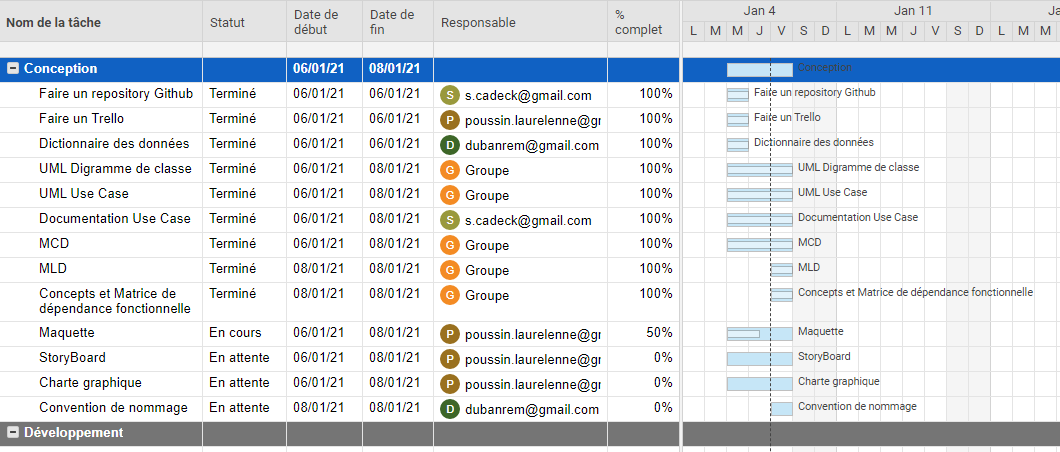 Nom de la tâche Statut Date de début Date de fin Responsable % complet Jan 4 Jan 11 Ja
L M M J V S D L M M J V S D L M M
Conception 06/01/21 08/01/21 Conception
Faire un repository Github Terminé 06/01/21 06/01/21 S s.cadeck@gmail.com 100% Faire un repository Github
Faire un Trello Terminé 06/01/21 06/01/21 P poussin.laurelenne@gr 100% Faire un Trello
Dictionnaire des données Terminé 06/01/21 06/01/21 D dubanrem@gmail.com 100% Dictionnaire des données
UML Digramme de classe Terminé 06/01/21 08/01/21 G Groupe 100% UML Digramme de classe
UML Use Case Terminé 06/01/21 08/01/21 G Groupe 100% UML Use Case
Documentation Use Case Terminé 06/01/21 08/01/21 S s.cadeck@gmail.com 100% Documentation Use Case
MCD Terminé 06/01/21 08/01/21 G Groupe 100% MCD
MLD Terminé 08/01/21 08/01/21 G Groupe 100% MLD
Concepts et Matrice de dépendance fonctionnelle Terminé 08/01/21 08/01/21 G Groupe 100% Concepts et Matrice de dépendance fonctionnelle
Maquette En cours 06/01/21 08/01/21 P poussin.laurelenne@gr 50% Maquette
StoryBoard En attente 06/01/21 08/01/21 P poussin.laurelenne@gr 0% StoryBoard
Charte graphique En attente 06/01/21 08/01/21 P poussin.laurelenne@gr 0% Charte graphique
Convention de nommage En attente 08/01/21 08/01/21 D dubanrem@gmail.com 0% Convention de nommage
Développement